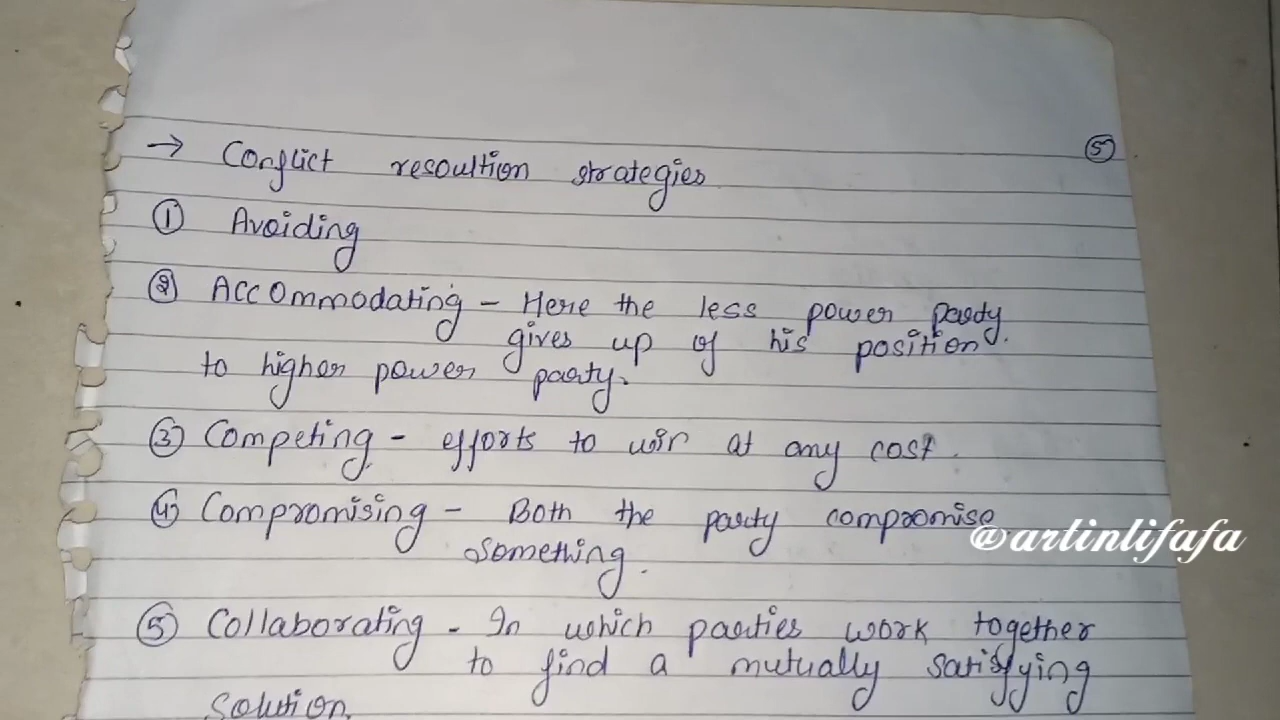 → Conflict resoultion strategies
⑤
① Avoiding
② Accommodating – Here the less power party
gives up of his position.
to higher power party.
③ Competing – efforts to win at any cost.
④ Compromising – Both the party compromise
something.
@artinlifafa
⑤ Collaborating – In which parties work together
to find a mutually satisfying
solution.